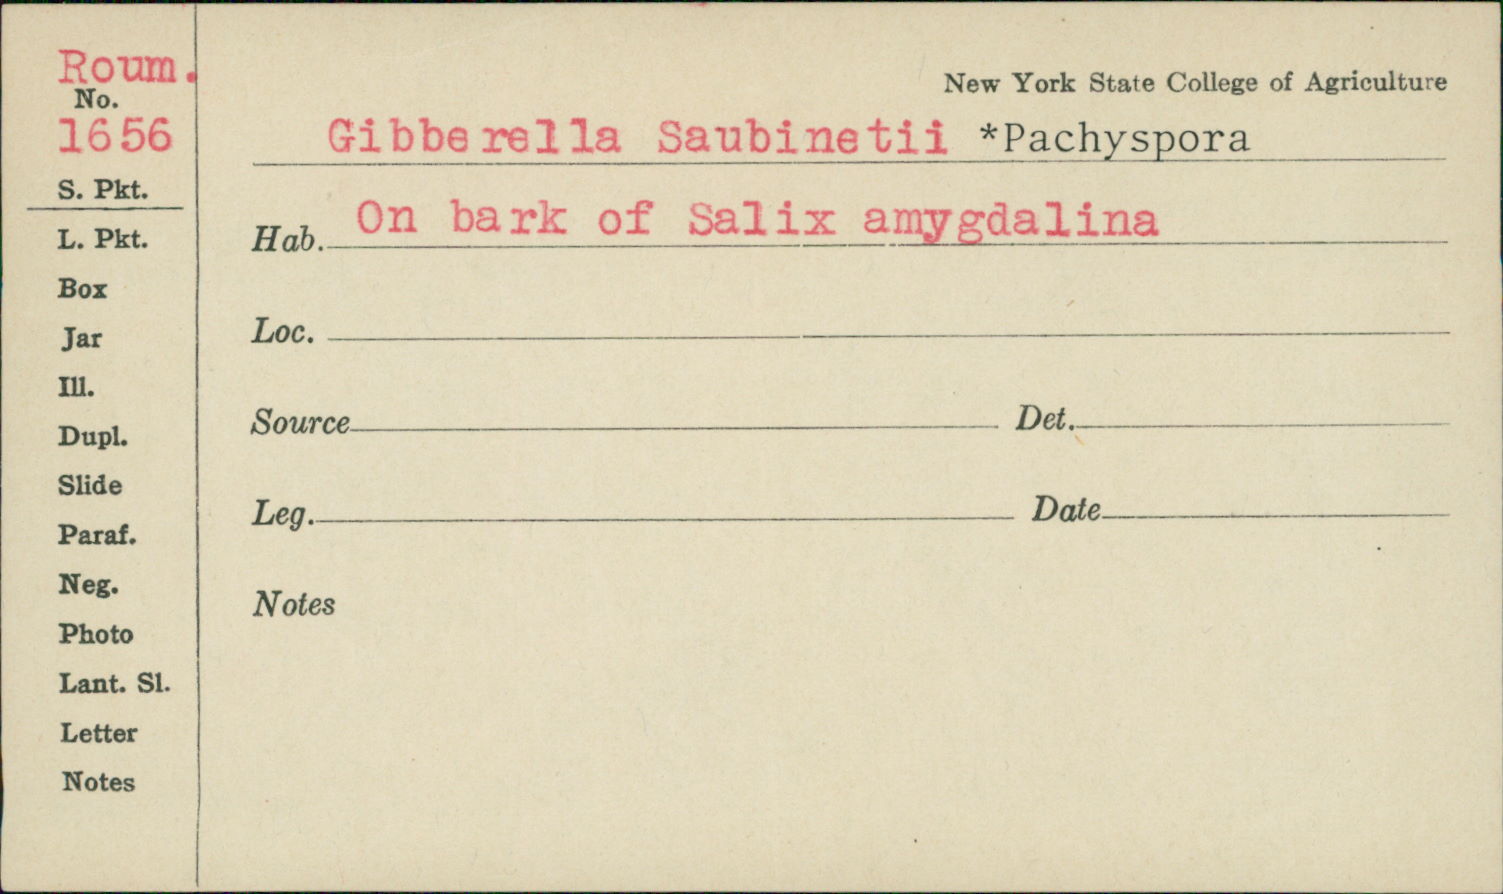 Roum.
No.
1656
S. Pkt.
L. Pkt.
Box
Jar
Ill.
Dupl.
Slide
Paraf.
Neg.
Photo
Lant. Sl.
Letter
Notes
New York State College of Agriculture
Gibberella Saubinetii *Pachyspora
Hab. On bark of Salix amygdalina
Loc.
Source Det.
Leg. Date
Notes